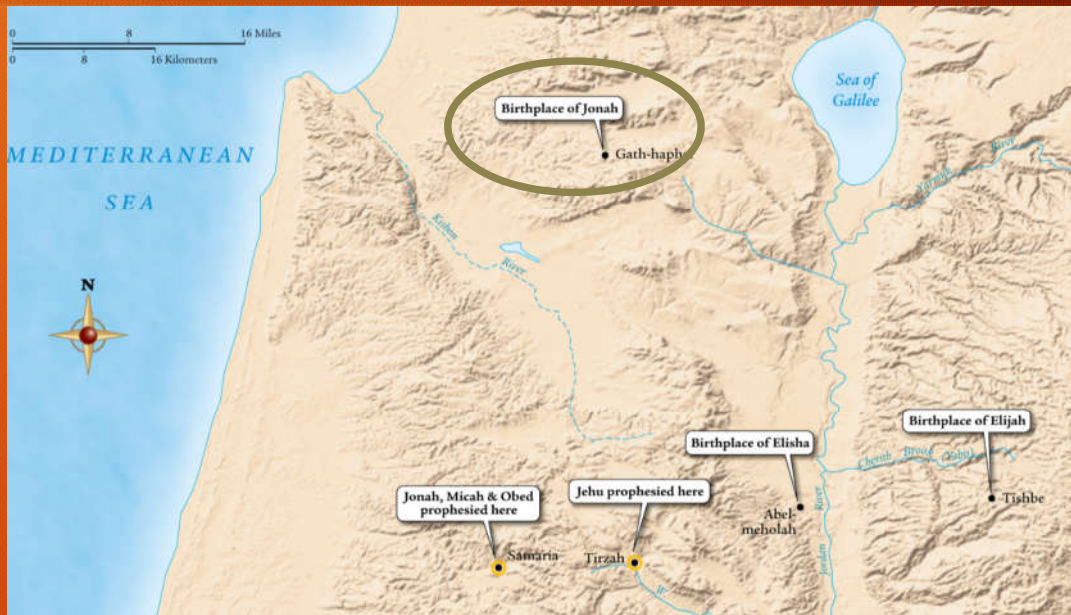 0 8 16 Miles
0 8 16 Kilometers
MEDITERRANEAN
SEA
N
Birthplace of Jonah
Sea of
Galilee
Yarmuk River
Kishon
River
Birthplace of Elisha
Birthplace of Elijah
Cherith Brook (Yabis)
Tishbe
Abel-
meholah
Jordan River
Jonah, Micah & Obed
prophesied here
Jehu prophesied here
Samaria
Tirzah
W